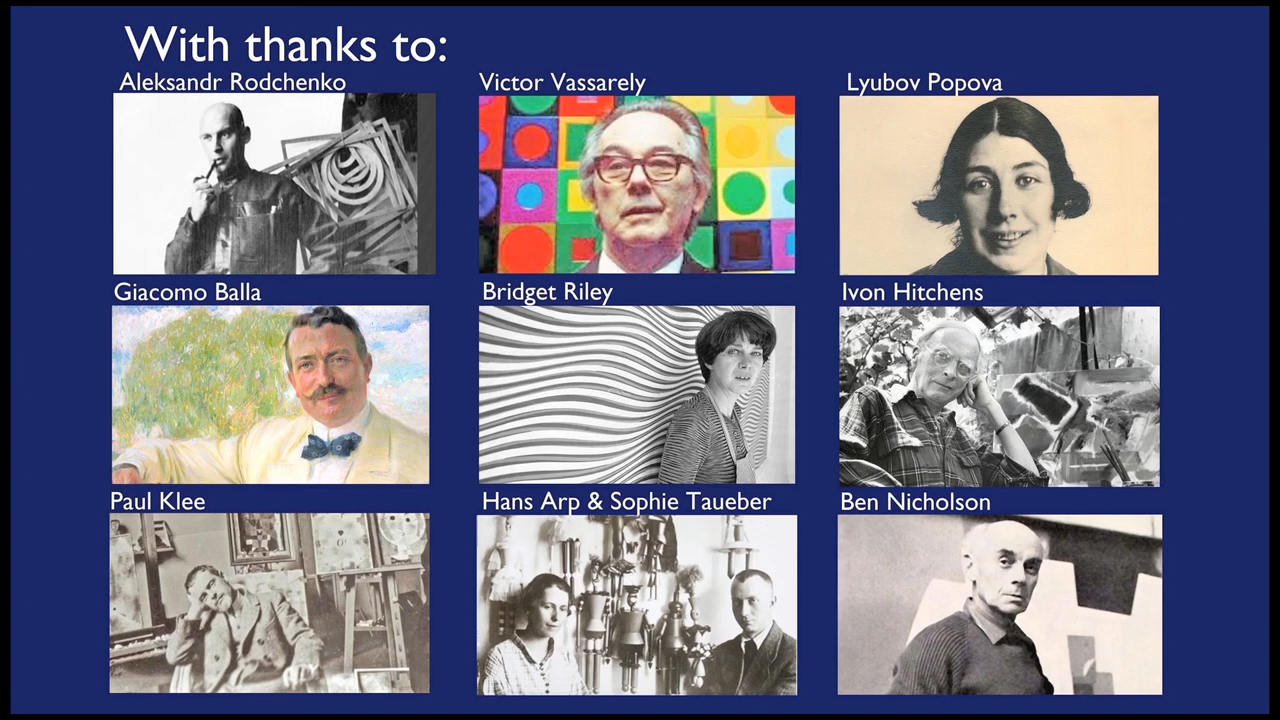 With thanks to:
Aleksandr Rodchenko
Victor Vassarely
Lyubov Popova
Giacomo Balla
Bridget Riley
Ivon Hitchens
Paul Klee
Hans Arp & Sophie Taueber
Ben Nicholson